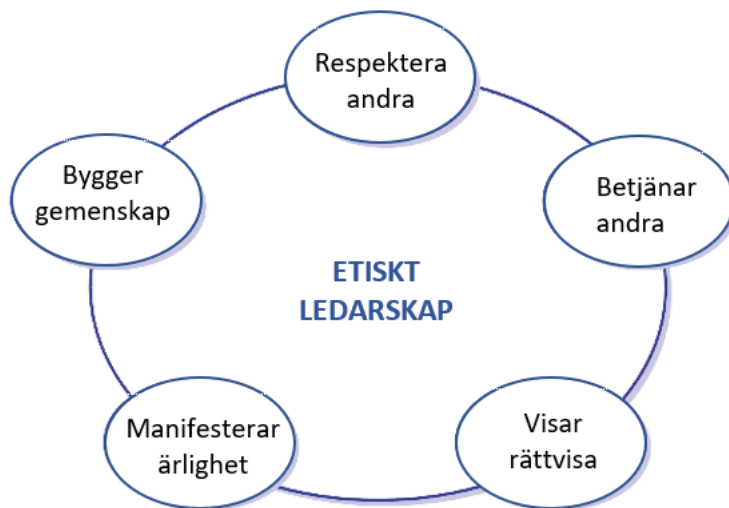 Respektera
andra
Bygger
gemenskap
Betjänar
andra
ETISKT
LEDARSKAP
Manifesterar
ärlighet
Visar
rättvisa